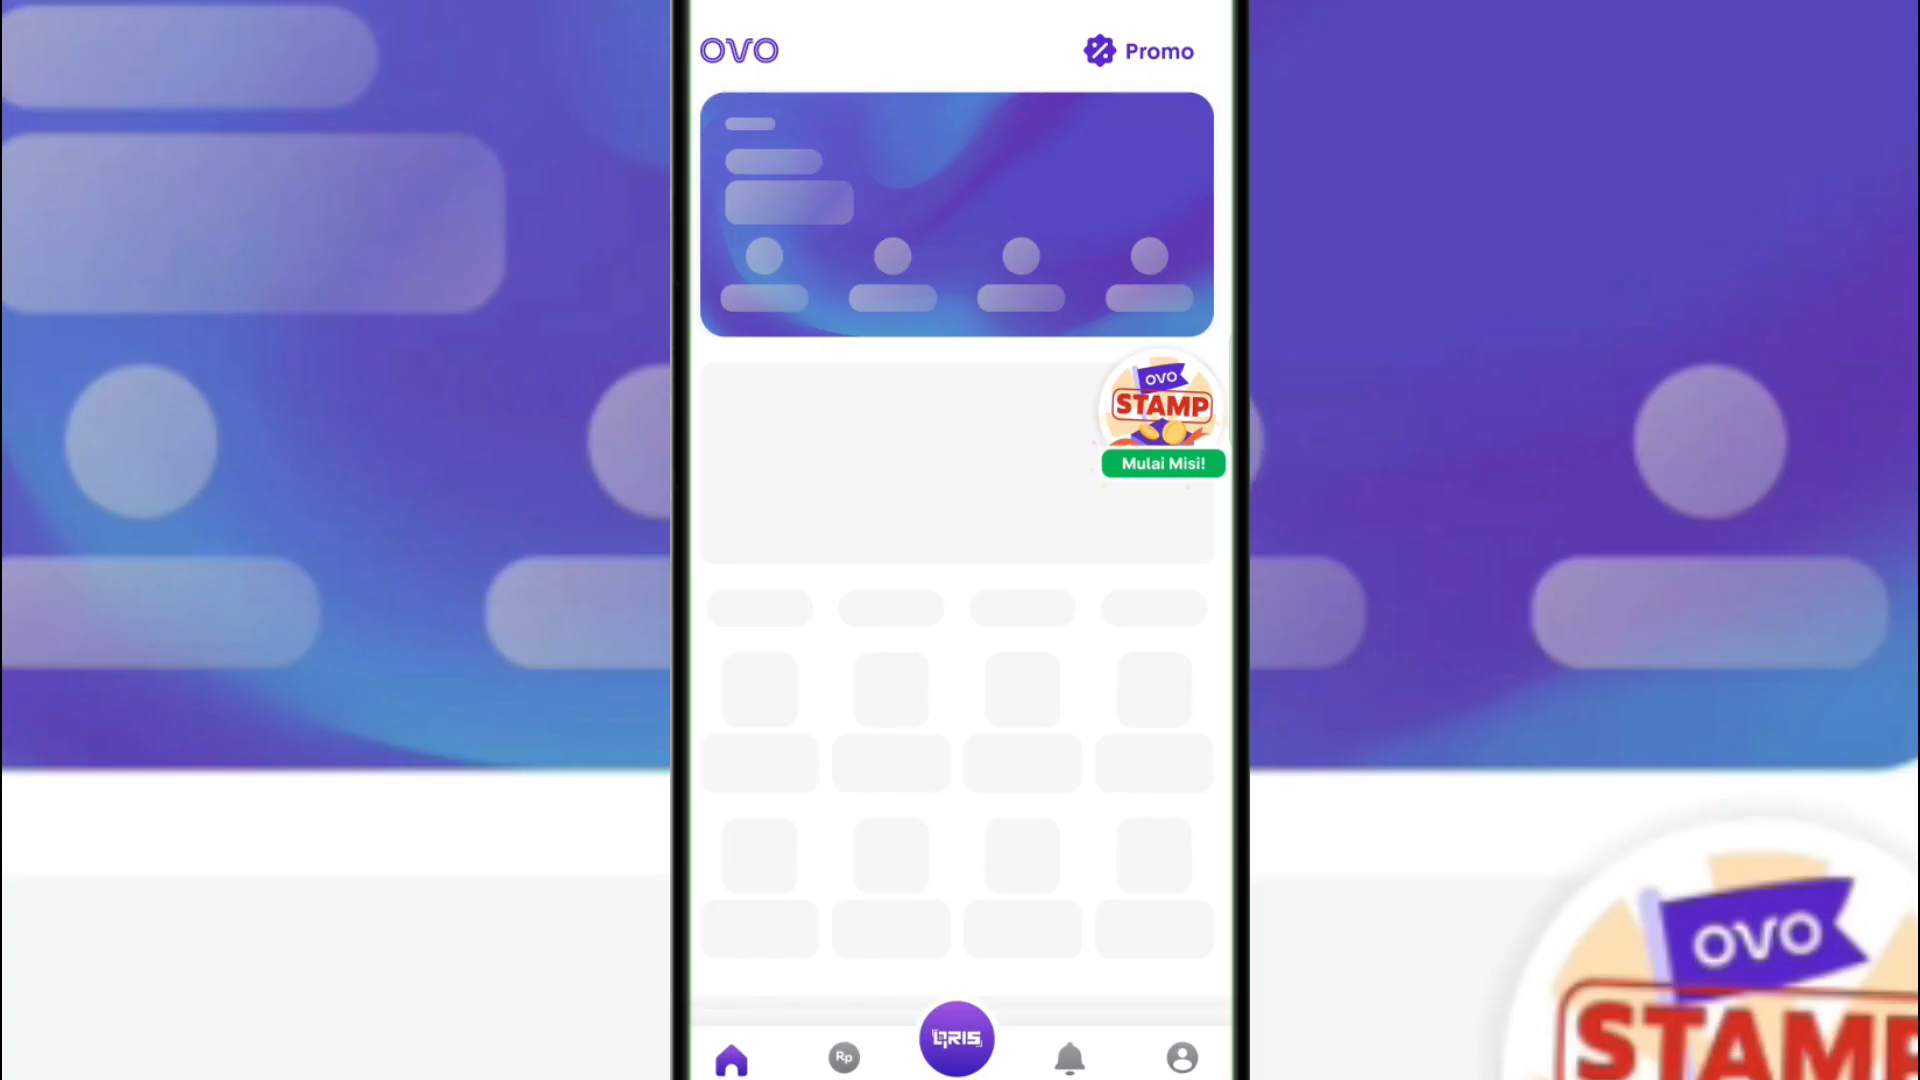 OVO
Promo
OVO
STAMP
Mulai Misi!
Rp
QRIS
OVO
STAMP